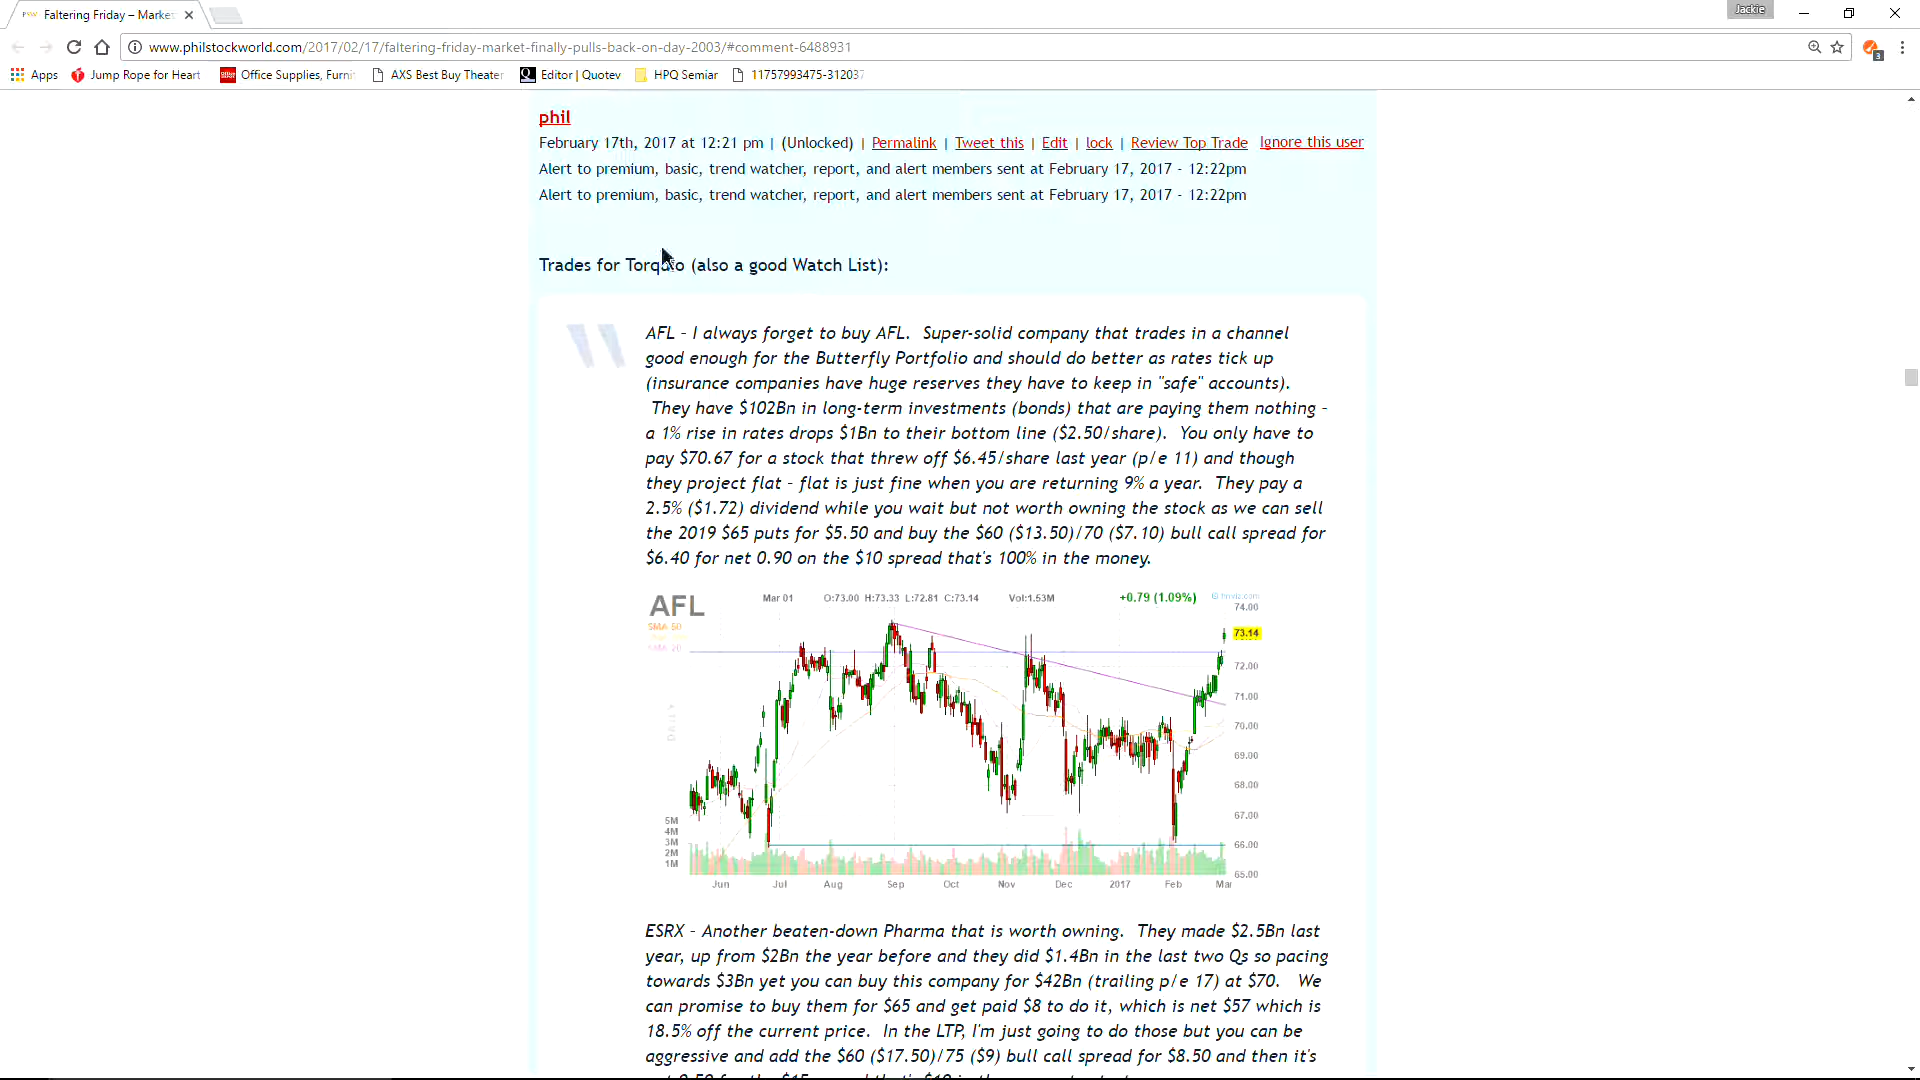 Faltering Friday – Marke
Jackie
www.philstockworld.com/2017/02/17/faltering-friday-market-finally-pulls-back-on-day-2003/#comment-6488931
3
Apps Jump Rope for Heart Office Supplies, Furni AXS Best Buy Theater Editor | Quotev HPQ Semiar 11757993475-312037
phil
February 17th, 2017 at 12:21 pm | (Unlocked) | Permalink | Tweet this | Edit | lock | Review Top Trade Ignore this user
Alert to premium, basic, trend watcher, report, and alert members sent at February 17, 2017 - 12:22pm
Alert to premium, basic, trend watcher, report, and alert members sent at February 17, 2017 - 12:22pm
Trades for Torquato (also a good Watch List):
AFL – I always forget to buy AFL. Super-solid company that trades in a channel
good enough for the Butterfly Portfolio and should do better as rates tick up
(insurance companies have huge reserves they have to keep in "safe" accounts).
They have $102Bn in long-term investments (bonds) that are paying them nothing –
a 1% rise in rates drops $1Bn to their bottom line ($2.50/share). You only have to
pay $70.67 for a stock that threw off $6.45/share last year (p/e 11) and though
they project flat – flat is just fine when you are returning 9% a year. They pay a
2.5% ($1.72) dividend while you wait but not worth owning the stock as we can sell
the 2019 $65 puts for $5.50 and buy the $60 ($13.50)/70 ($7.10) bull call spread for
$6.40 for net 0.90 on the $10 spread that's 100% in the money.
AFL Mar 01 O:73.00 H:73.33 L:72.81 C:73.14 Vol:1.53M +0.79 (1.09%) © finviz.com
SMA 50
SMA 20
74.00
73.14
72.00
71.00
70.00
69.00
68.00
67.00
66.00
65.00
5M
4M
3M
2M
1M
Jun Jul Aug Sep Oct Nov Dec 2017 Feb Mar
ESRX – Another beaten-down Pharma that is worth owning. They made $2.5Bn last
year, up from $2Bn the year before and they did $1.4Bn in the last two Qs so pacing
towards $3Bn yet you can buy this company for $42Bn (trailing p/e 17) at $70. We
can promise to buy them for $65 and get paid $8 to do it, which is net $57 which is
18.5% off the current price. In the LTP, I'm just going to do those but you can be
aggressive and add the $60 ($17.50)/75 ($9) bull call spread for $8.50 and then it's